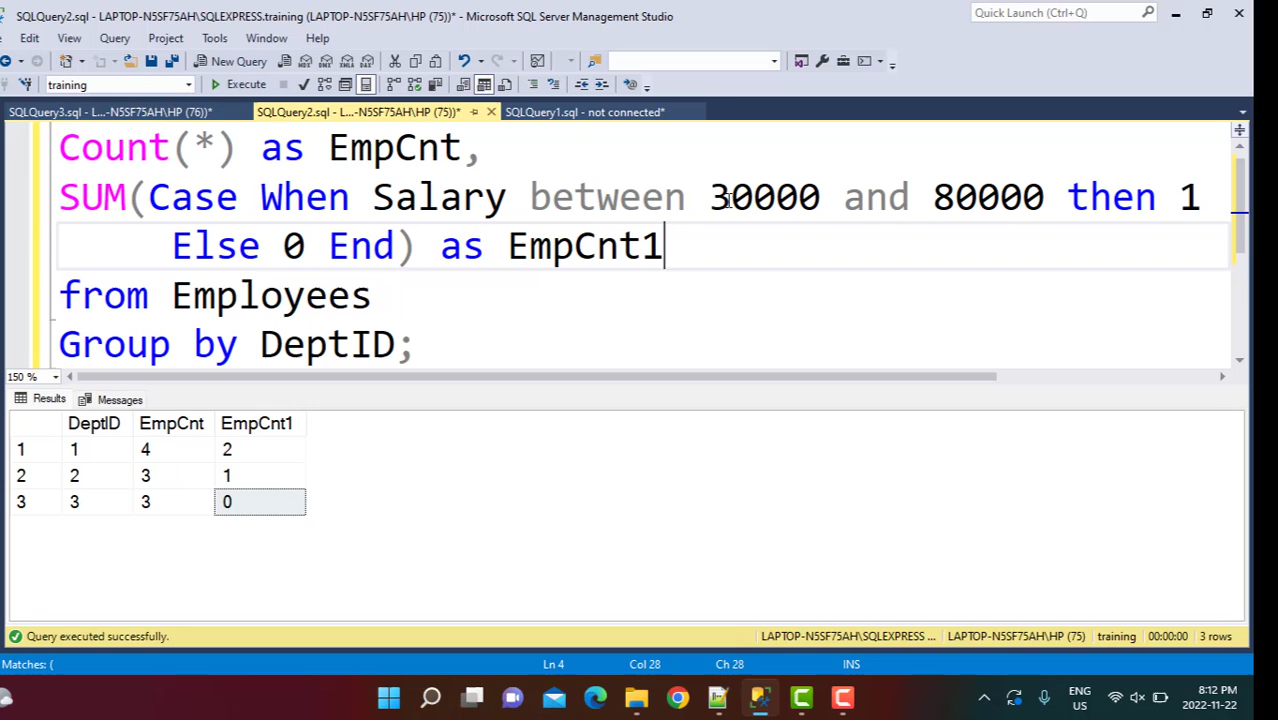 SQLQuery2.sql - LAPTOP-N5SF75AH\SQLEXPRESS.training (LAPTOP-N5SF75AH\HP (75))* - Microsoft SQL Server Management Studio
Quick Launch (Ctrl+Q)
Edit View Query Project Tools Window Help
New Query
training
Execute
SQLQuery3.sql - L...-N5SF75AH\HP (76))*
SQLQuery2.sql - L...-N5SF75AH\HP (75))*
SQLQuery1.sql - not connected*
Count(*) as EmpCnt,
SUM(Case When Salary between 30000 and 80000 then 1
Else 0 End) as EmpCnt1
from Employees
Group by DeptID;
150 %
Results Messages
DeptID EmpCnt EmpCnt1
1 1 4 2
2 2 3 1
3 3 3 0
Query executed successfully.
LAPTOP-N5SF75AH\SQLEXPRESS ... LAPTOP-N5SF75AH\HP (75) training 00:00:00 3 rows
Matches: ( Ln 4 Col 28 Ch 28 INS
ENG
US
8:12 PM
2022-11-22